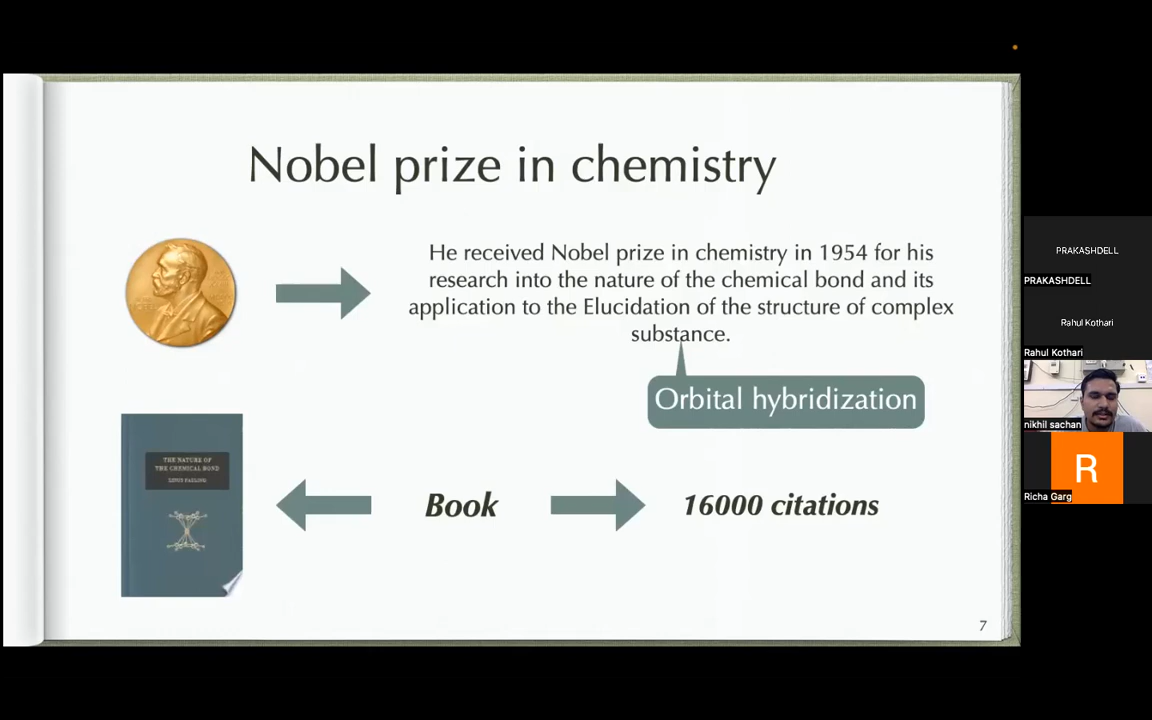 Nobel prize in chemistry
He received Nobel prize in chemistry in 1954 for his
research into the nature of the chemical bond and its
application to the Elucidation of the structure of complex
substance.
Orbital hybridization
THE NATURE OF
THE CHEMICAL BOND
LINUS PAULING
Book
16000 citations
7
PRAKASHDELL
PRAKASHDELL
Rahul Kothari
Rahul Kothari
nikhil sachan
R
Richa Garg